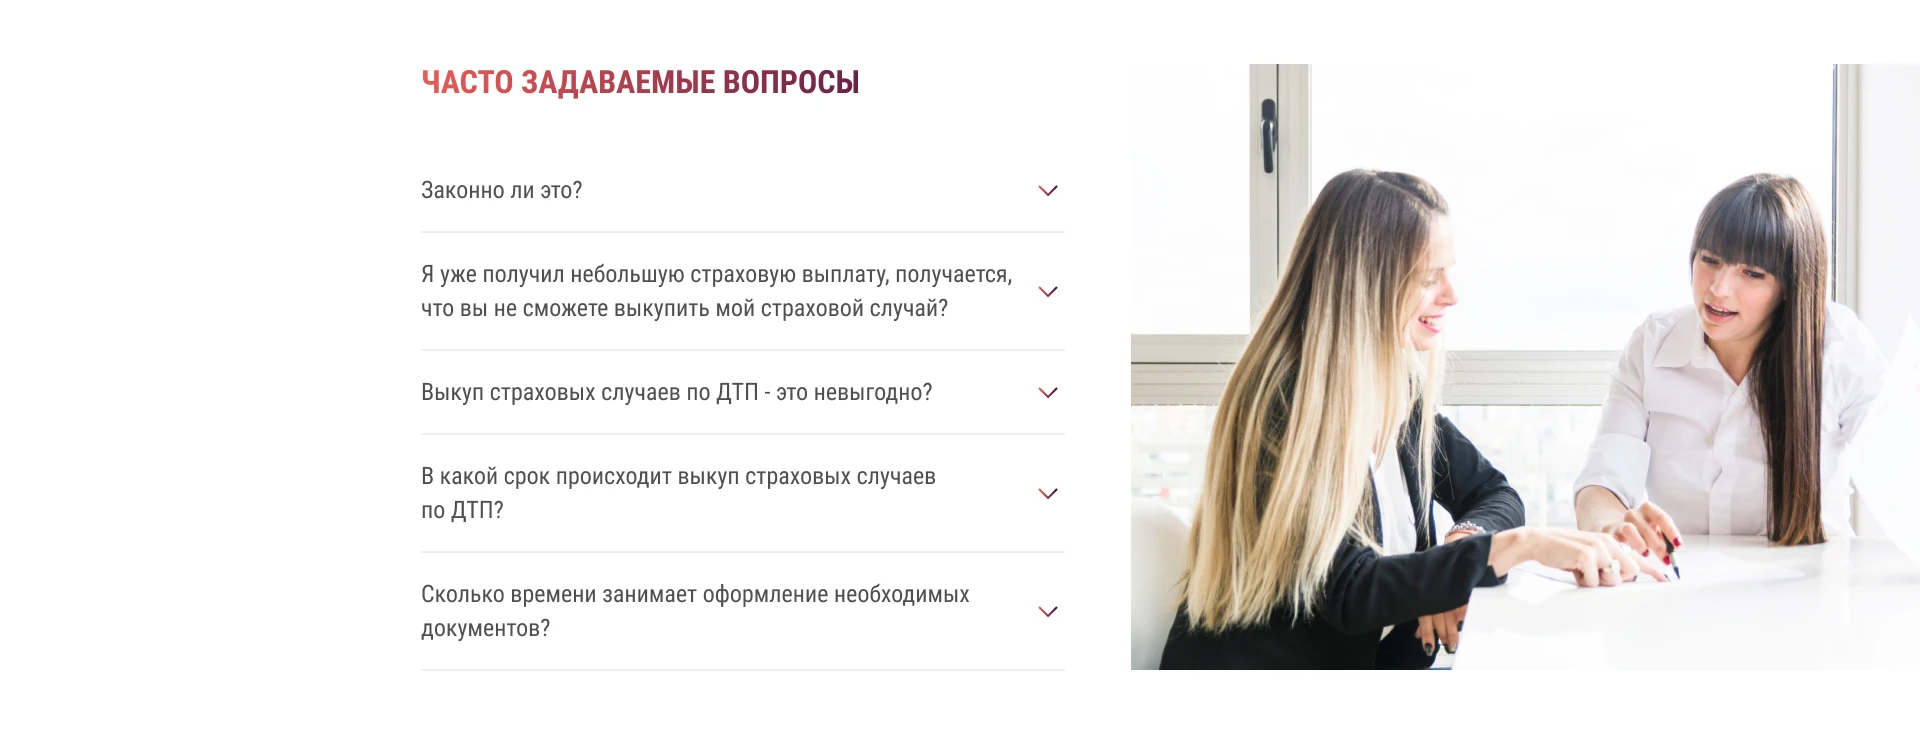 ЧАСТО ЗАДАВАЕМЫЕ ВОПРОСЫ
Законно ли это?
Я уже получил небольшую страховую выплату, получается,
что вы не сможете выкупить мой страховой случай?
Выкуп страховых случаев по ДТП - это невыгодно?
В какой срок происходит выкуп страховых случаев
по ДТП?
Сколько времени занимает оформление необходимых
документов?